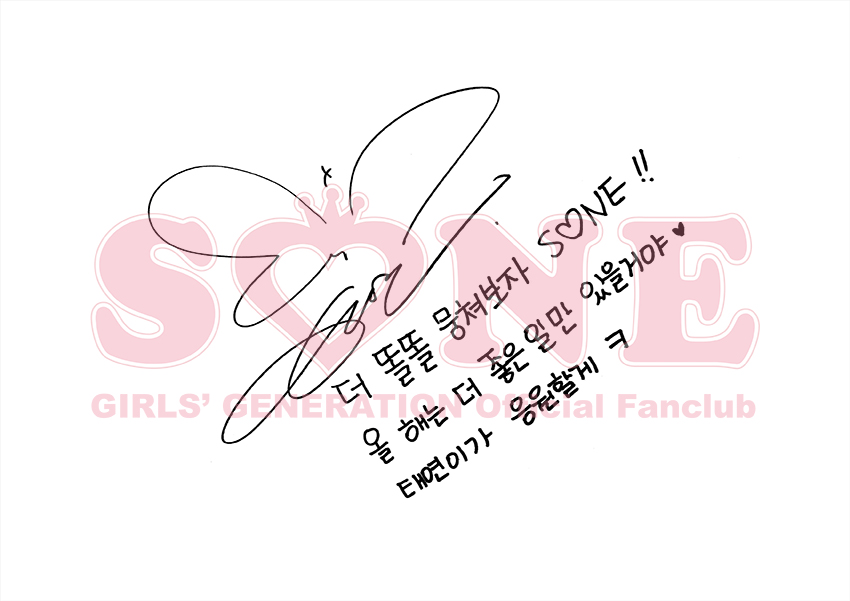 SONE
GIRLS' GENERATION Official Fanclub
더 똘똘 뭉쳐보자 S♡NE !!
올 해는 더 좋은 일만 있을거야 ♥
태연이가 응원할게 ㅋ